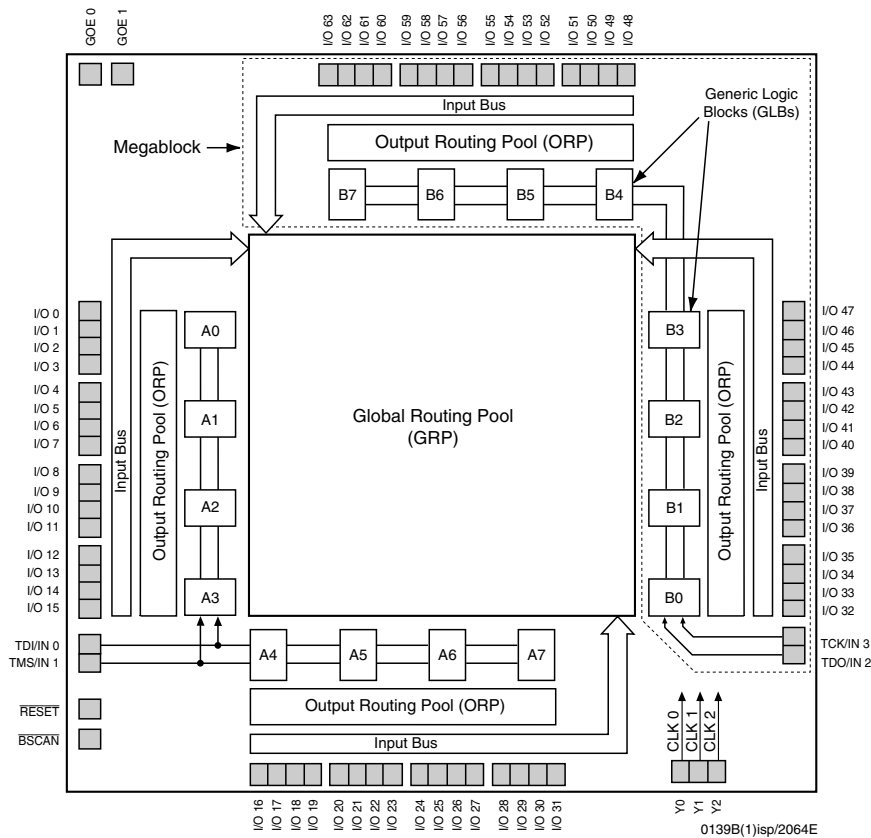 GOE 0
GOE 1
I/O 63
I/O 62
I/O 61
I/O 60
I/O 59
I/O 58
I/O 57
I/O 56
I/O 55
I/O 54
I/O 53
I/O 52
I/O 51
I/O 50
I/O 49
I/O 48
Input Bus
Output Routing Pool (ORP)
Megablock
Generic Logic
Blocks (GLBs)
B7
B6
B5
B4
I/O 0
I/O 1
I/O 2
I/O 3
I/O 4
I/O 5
I/O 6
I/O 7
I/O 8
I/O 9
I/O 10
I/O 11
I/O 12
I/O 13
I/O 14
I/O 15
Input Bus
Output Routing Pool (ORP)
A0
A1
A2
A3
Global Routing Pool
(GRP)
B3
B2
B1
B0
Output Routing Pool (ORP)
Input Bus
I/O 47
I/O 46
I/O 45
I/O 44
I/O 43
I/O 42
I/O 41
I/O 40
I/O 39
I/O 38
I/O 37
I/O 36
I/O 35
I/O 34
I/O 33
I/O 32
TDI/IN 0
TMS/IN 1
TCK/IN 3
TDO/IN 2
A4
A5
A6
A7
RESET
BSCAN
Output Routing Pool (ORP)
Input Bus
CLK 0
CLK 1
CLK 2
I/O 16
I/O 17
I/O 18
I/O 19
I/O 20
I/O 21
I/O 22
I/O 23
I/O 24
I/O 25
I/O 26
I/O 27
I/O 28
I/O 29
I/O 30
I/O 31
Y0
Y1
Y2
0139B(1)isp/2064E